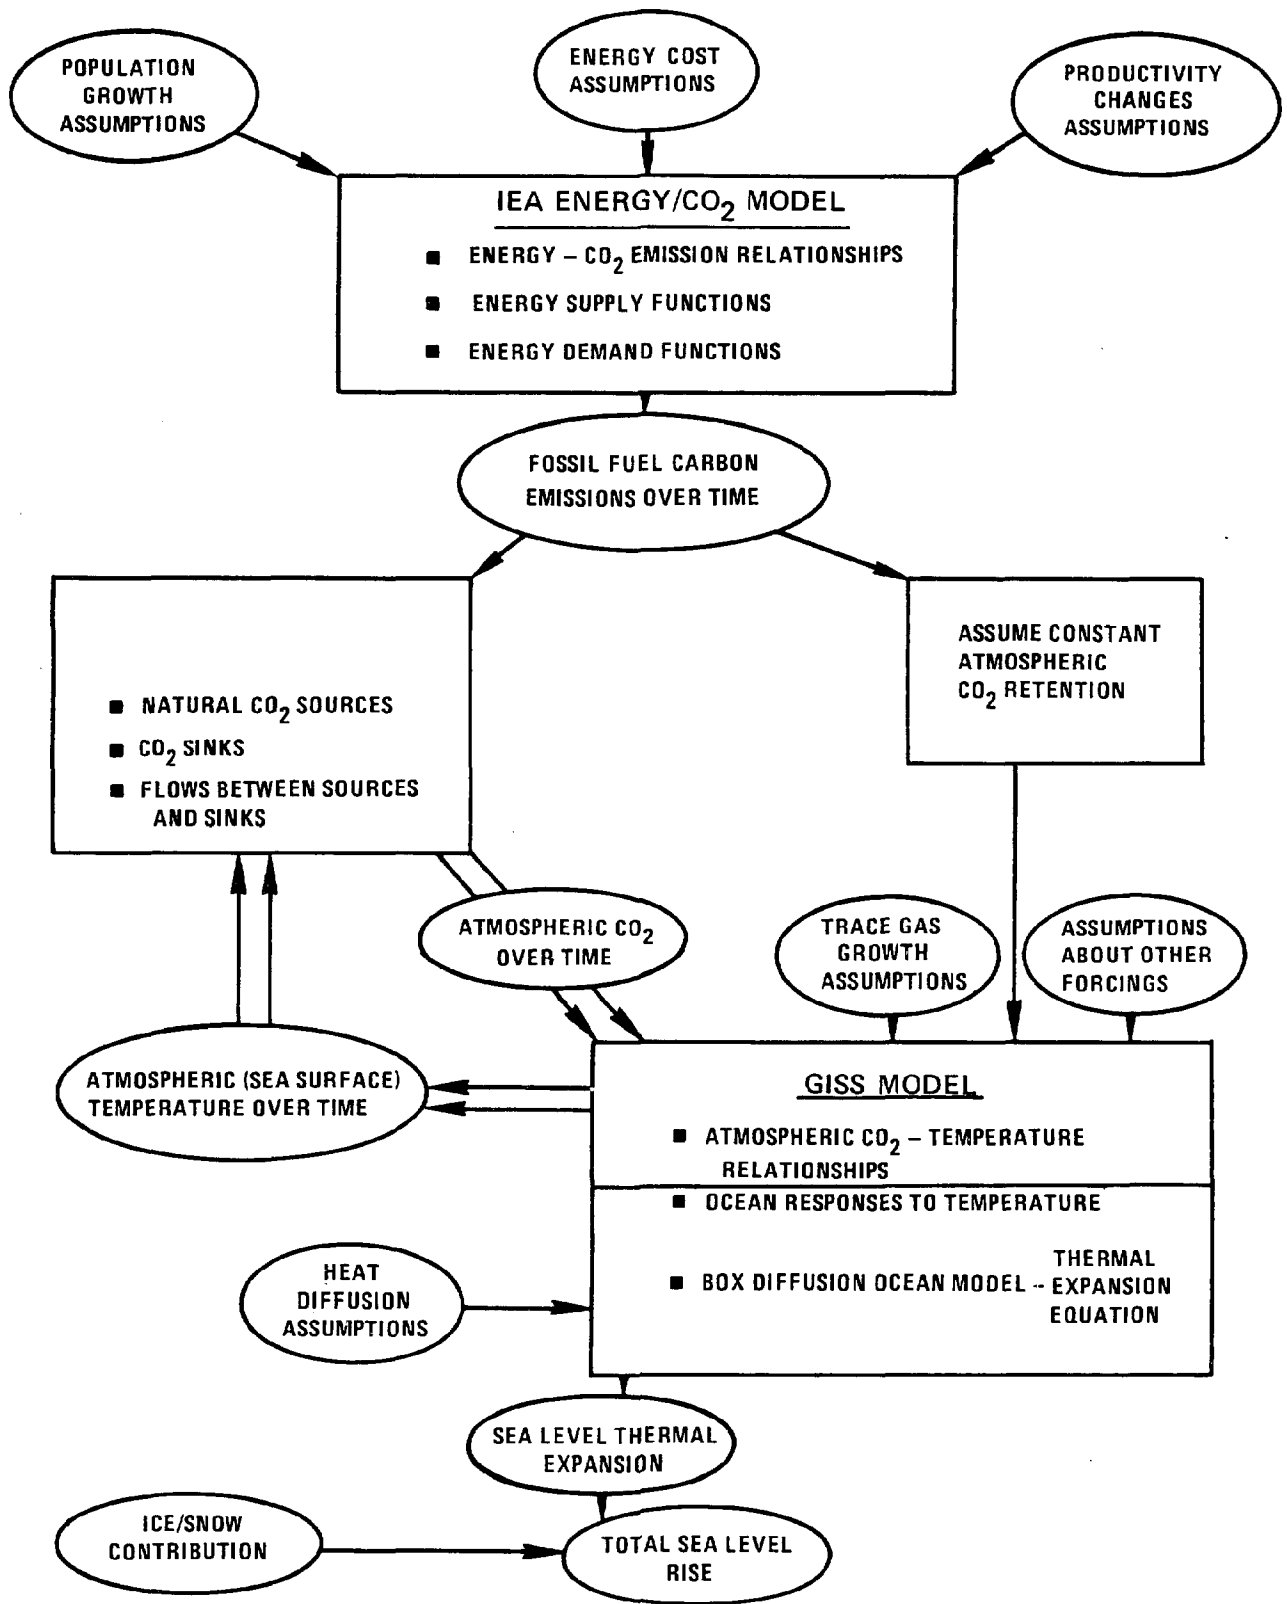 POPULATION
GROWTH
ASSUMPTIONS
ENERGY COST
ASSUMPTIONS
PRODUCTIVITY
CHANGES
ASSUMPTIONS
IEA ENERGY/CO₂ MODEL
■ ENERGY – CO₂ EMISSION RELATIONSHIPS
■ ENERGY SUPPLY FUNCTIONS
■ ENERGY DEMAND FUNCTIONS
FOSSIL FUEL CARBON
EMISSIONS OVER TIME
■ NATURAL CO₂ SOURCES
■ CO₂ SINKS
■ FLOWS BETWEEN SOURCES
AND SINKS
ASSUME CONSTANT
ATMOSPHERIC
CO₂ RETENTION
ATMOSPHERIC CO₂
OVER TIME
TRACE GAS
GROWTH
ASSUMPTIONS
ASSUMPTIONS
ABOUT OTHER
FORCINGS
ATMOSPHERIC (SEA SURFACE)
TEMPERATURE OVER TIME
GISS MODEL
■ ATMOSPHERIC CO₂ – TEMPERATURE
RELATIONSHIPS
■ OCEAN RESPONSES TO TEMPERATURE
■ BOX DIFFUSION OCEAN MODEL –
THERMAL
EXPANSION
EQUATION
HEAT
DIFFUSION
ASSUMPTIONS
SEA LEVEL THERMAL
EXPANSION
ICE/SNOW
CONTRIBUTION
TOTAL SEA LEVEL
RISE